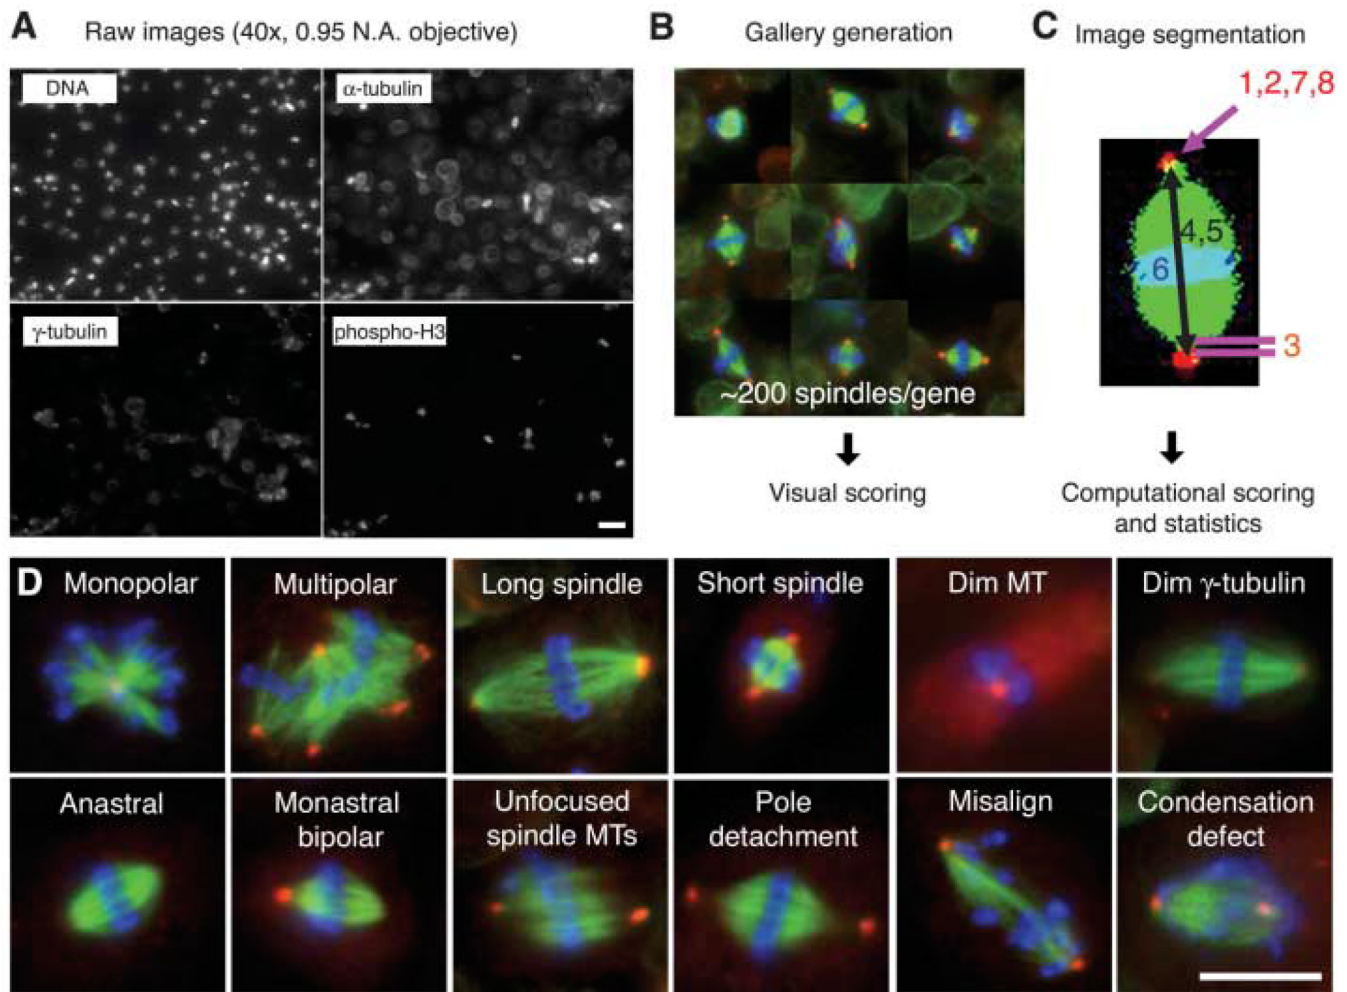 A Raw images (40x, 0.95 N.A. objective)
DNA
α-tubulin
γ-tubulin
phospho-H3
B Gallery generation
~200 spindles/gene
Visual scoring
C Image segmentation
1,2,7,8
4,5
6
3
Computational scoring
and statistics
D Monopolar
Multipolar
Long spindle
Short spindle
Dim MT
Dim γ-tubulin
Anastral
Monastral
bipolar
Unfocused
spindle MTs
Pole
detachment
Misalign
Condensation
defect